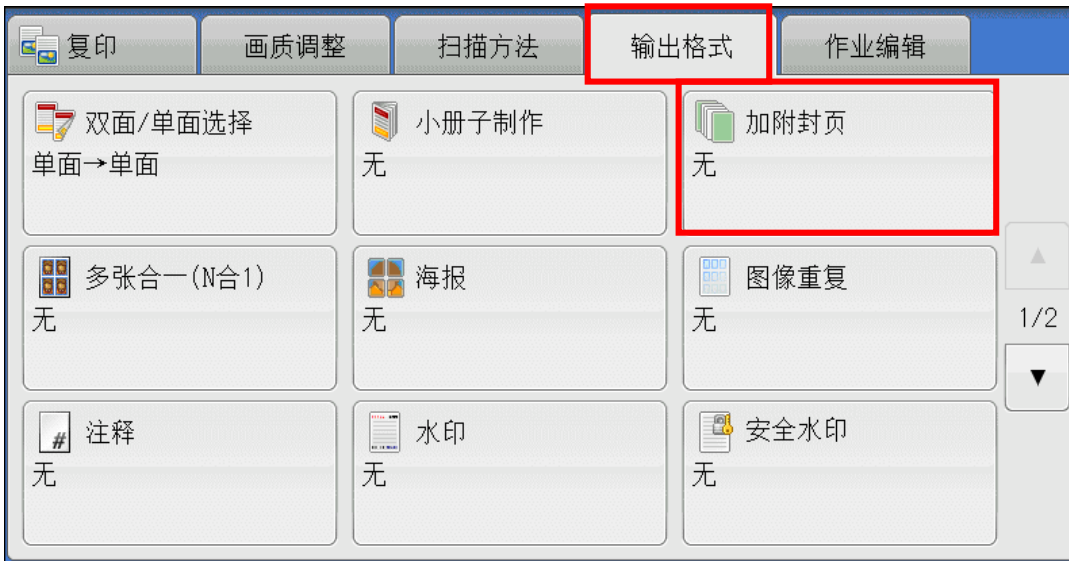 复印 画质调整 扫描方法 输出格式 作业编辑
双面/单面选择 小册子制作 加附封页
单面→单面 无 无
多张合一(N合1) 海报 图像重复
无 无 无
1/2
注释 水印 安全水印
无 无 无